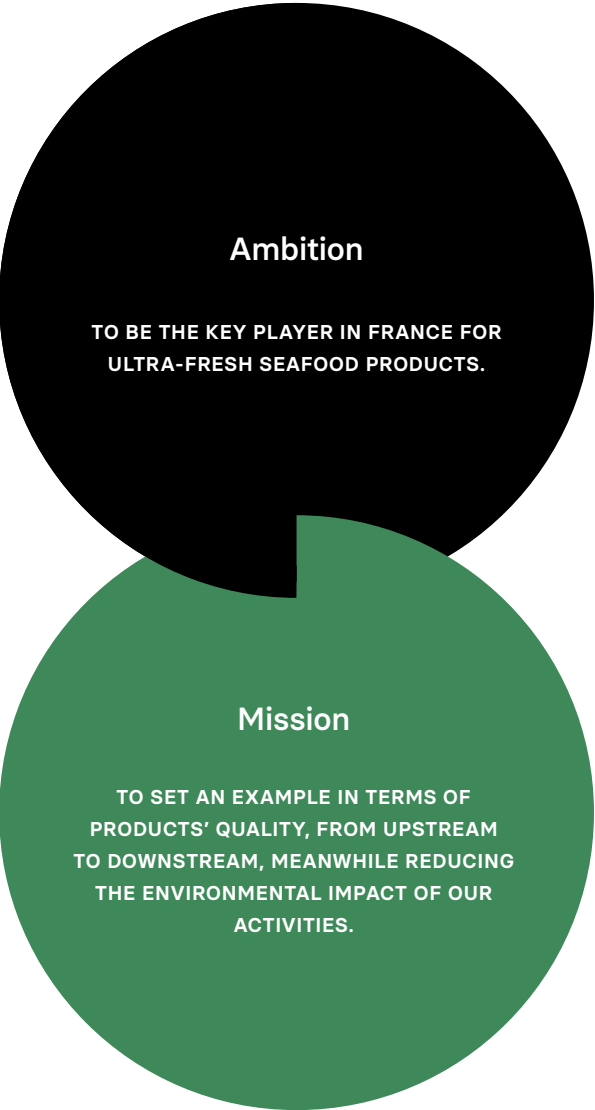 Ambition
TO BE THE KEY PLAYER IN FRANCE FOR
ULTRA-FRESH SEAFOOD PRODUCTS.
Mission
TO SET AN EXAMPLE IN TERMS OF
PRODUCTS’ QUALITY, FROM UPSTREAM
TO DOWNSTREAM, MEANWHILE REDUCING
THE ENVIRONMENTAL IMPACT OF OUR
ACTIVITIES.